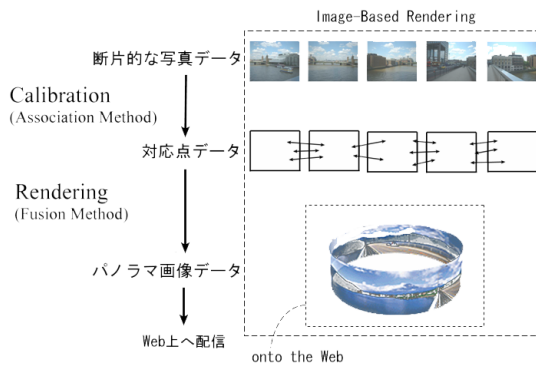 Image-Based Rendering
断片的な写真データ
Calibration
(Association Method)
対応点データ
Rendering
(Fusion Method)
パノラマ画像データ
Web上へ配信
onto the Web